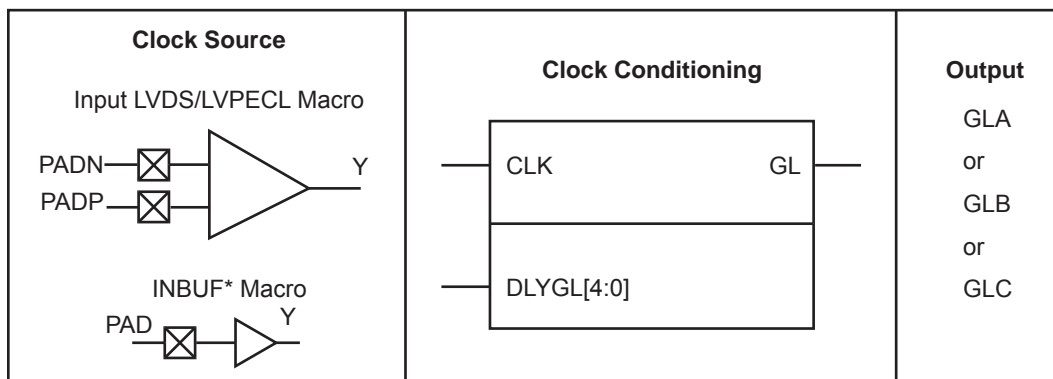 Clock Source
Input LVDS/LVPECL Macro
PADN
PADP
Y
INBUF* Macro
PAD
Y
Clock Conditioning
CLK
GL
DLYGL[4:0]
Output
GLA
or
GLB
or
GLC